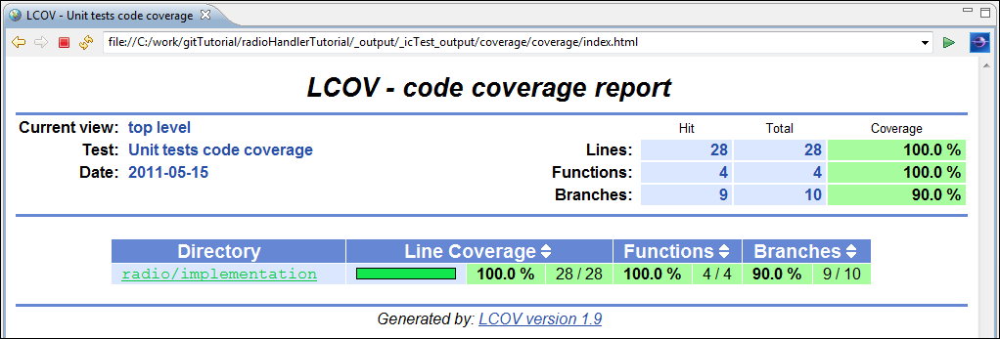 LCOV - Unit tests code coverage
file://C:/work/gitTutorial/radioHandlerTutorial/_output/_icTest_output/coverage/coverage/index.html
LCOV - code coverage report
Current view: top level
Hit Total Coverage
Test: Unit tests code coverage
Lines: 28 28 100.0 %
Date: 2011-05-15
Functions: 4 4 100.0 %
Branches: 9 10 90.0 %
Directory Line Coverage Functions Branches
radio/implementation 100.0 % 28 / 28 100.0 % 4 / 4 90.0 % 9 / 10
Generated by: LCOV version 1.9